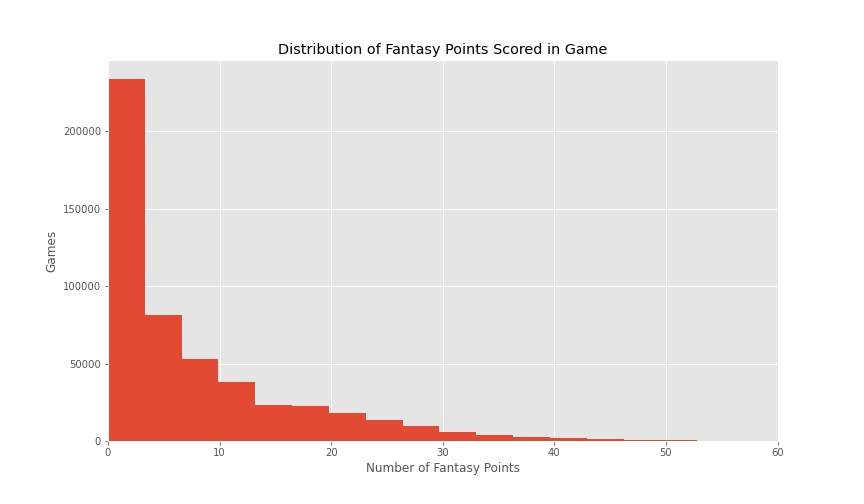 Distribution of Fantasy Points Scored in Game
Games
200000
150000
100000
50000
0
0 10 20 30 40 50 60
Number of Fantasy Points